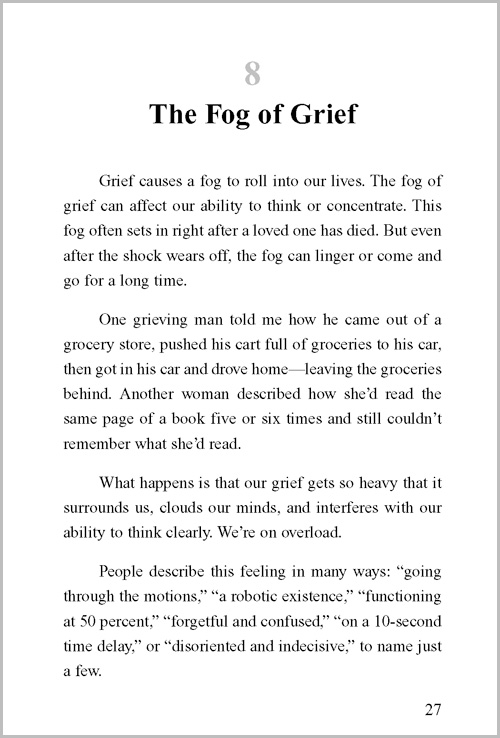 8
The Fog of Grief
Grief causes a fog to roll into our lives. The fog of
grief can affect our ability to think or concentrate. This
fog often sets in right after a loved one has died. But even
after the shock wears off, the fog can linger or come and
go for a long time.
One grieving man told me how he came out of a
grocery store, pushed his cart full of groceries to his car,
then got in his car and drove home—leaving the groceries
behind. Another woman described how she’d read the
same page of a book five or six times and still couldn’t
remember what she’d read.
What happens is that our grief gets so heavy that it
surrounds us, clouds our minds, and interferes with our
ability to think clearly. We’re on overload.
People describe this feeling in many ways: “going
through the motions,” “a robotic existence,” “functioning
at 50 percent,” “forgetful and confused,” “on a 10-second
time delay,” or “disoriented and indecisive,” to name just
a few.
27